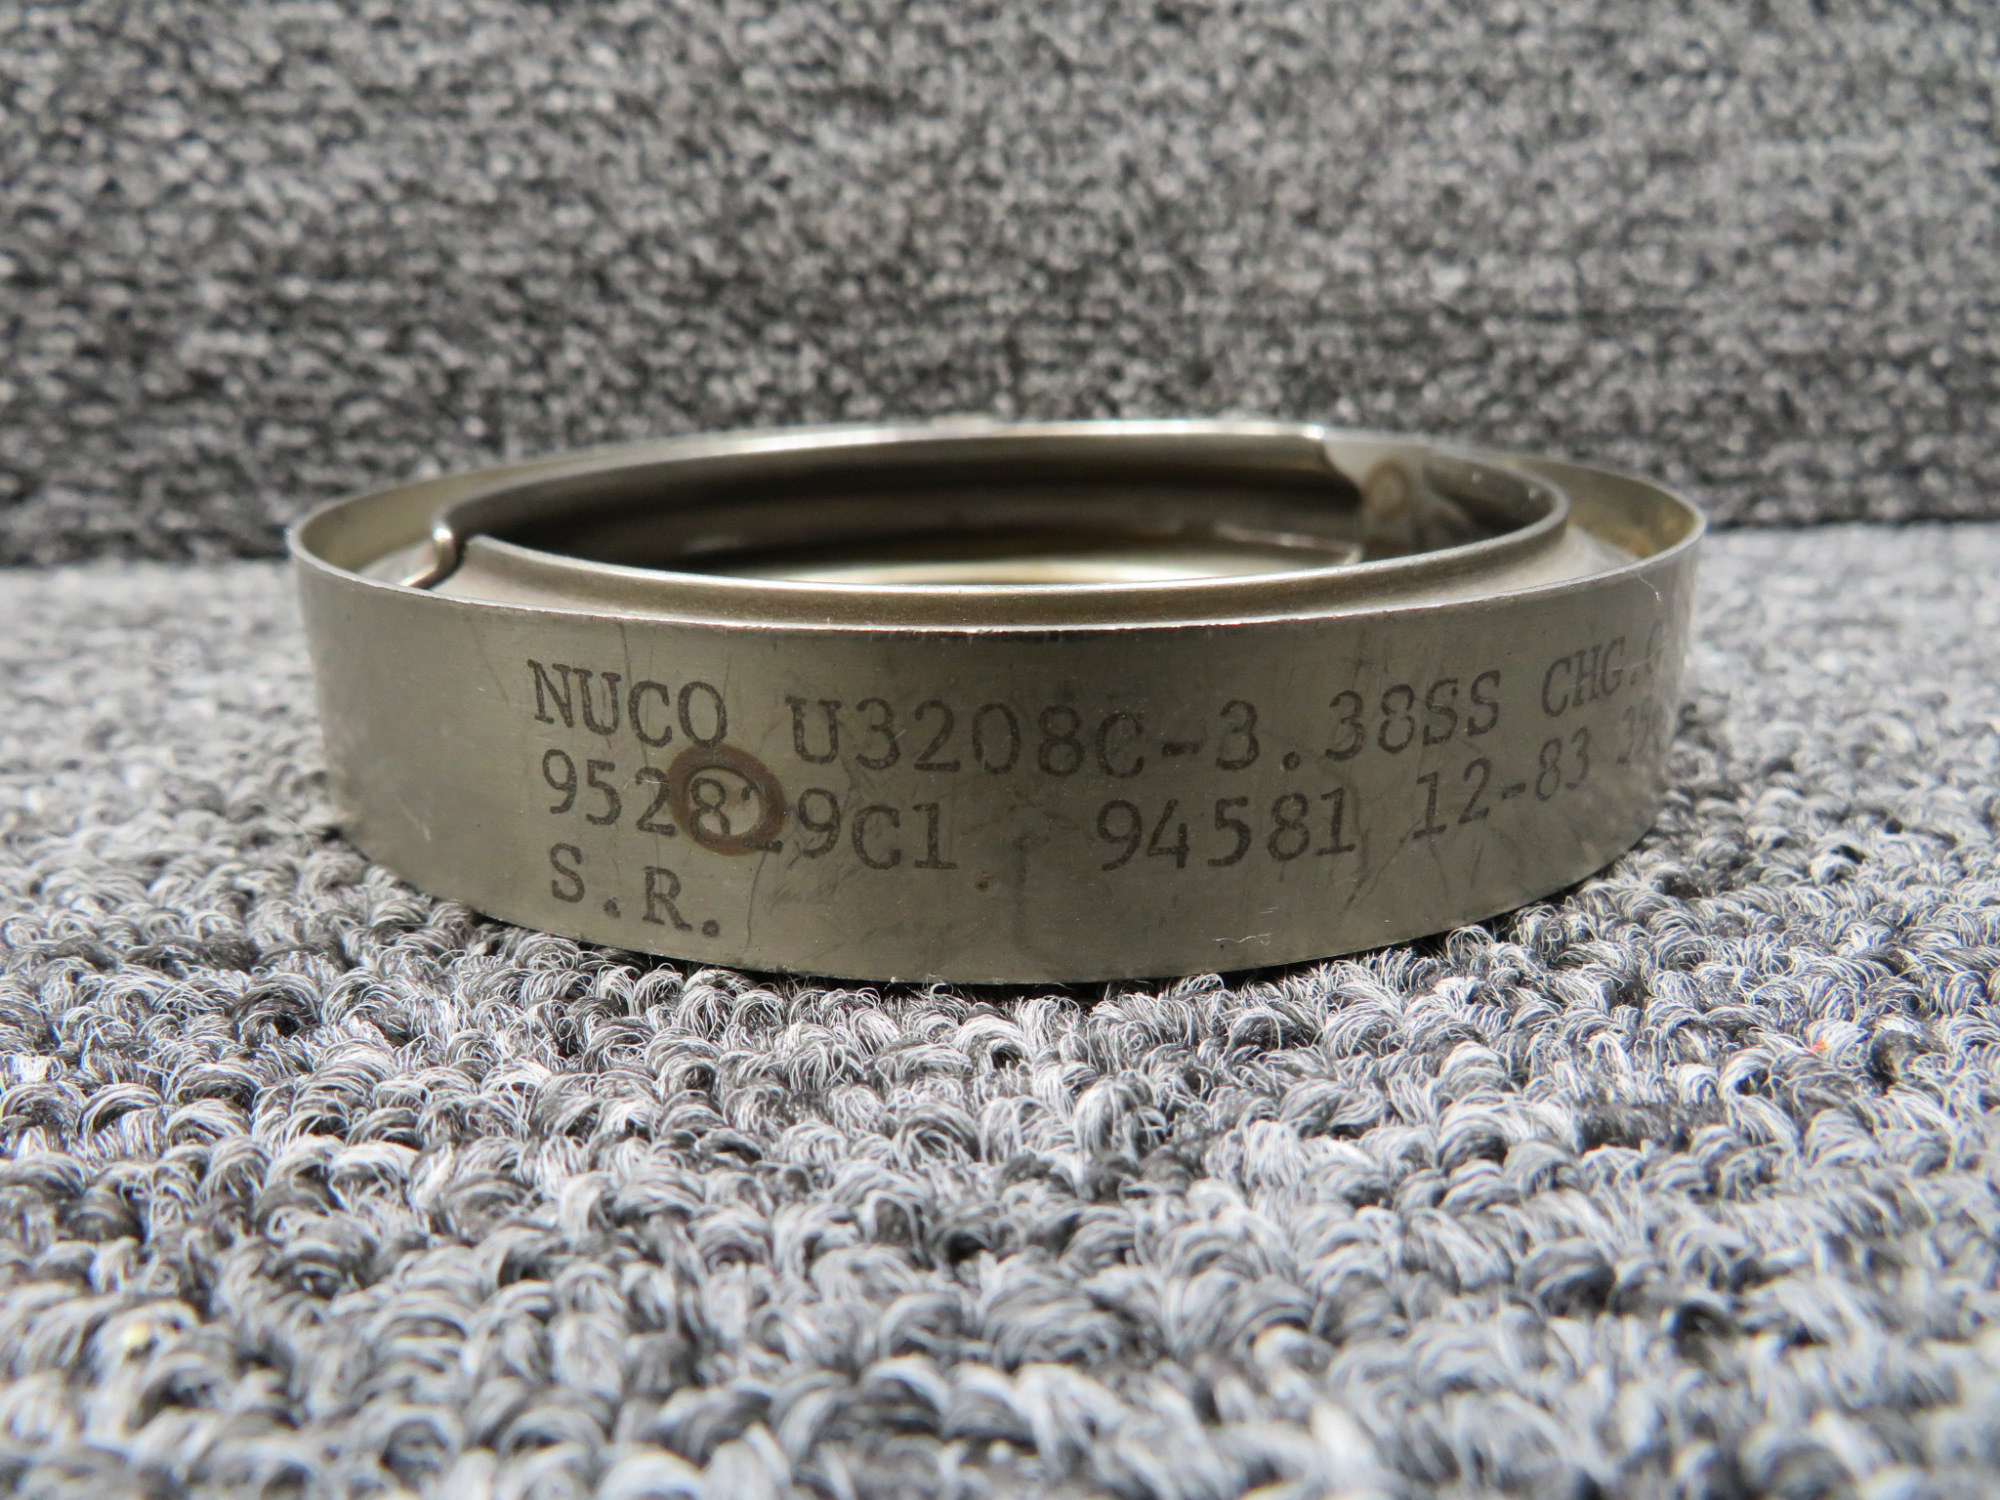 NUCO U3208C-3.38SS CHG.
952829C1 94581 12-83
S.R.